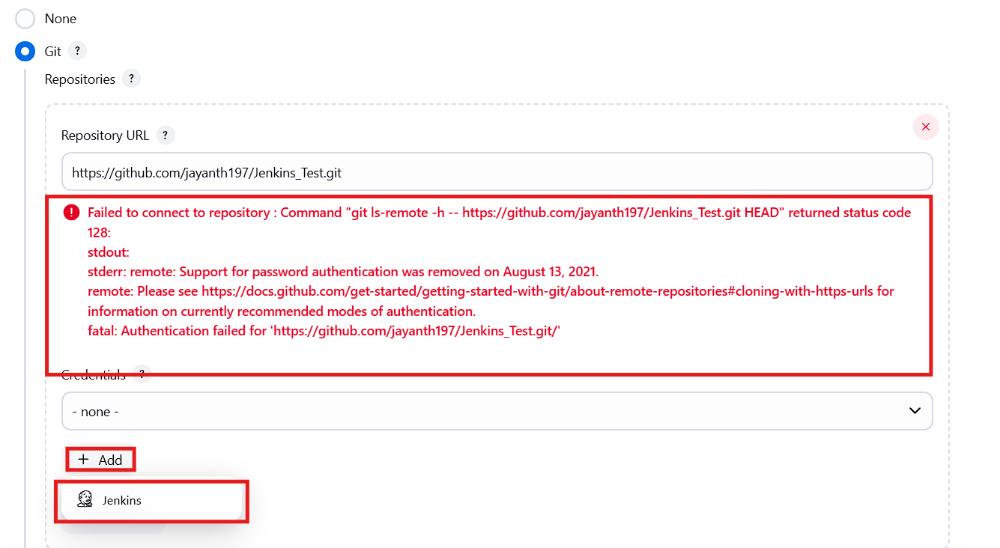 None
Git ?
Repositories ?
Repository URL ?
https://github.com/jayanth197/Jenkins_Test.git
Failed to connect to repository : Command "git ls-remote -h -- https://github.com/jayanth197/Jenkins_Test.git HEAD" returned status code
128:
stdout:
stderr: remote: Support for password authentication was removed on August 13, 2021.
remote: Please see https://docs.github.com/get-started/getting-started-with-git/about-remote-repositories#cloning-with-https-urls for
information on currently recommended modes of authentication.
fatal: Authentication failed for 'https://github.com/jayanth197/Jenkins_Test.git/'
Credentials ?
- none -
+ Add
Jenkins